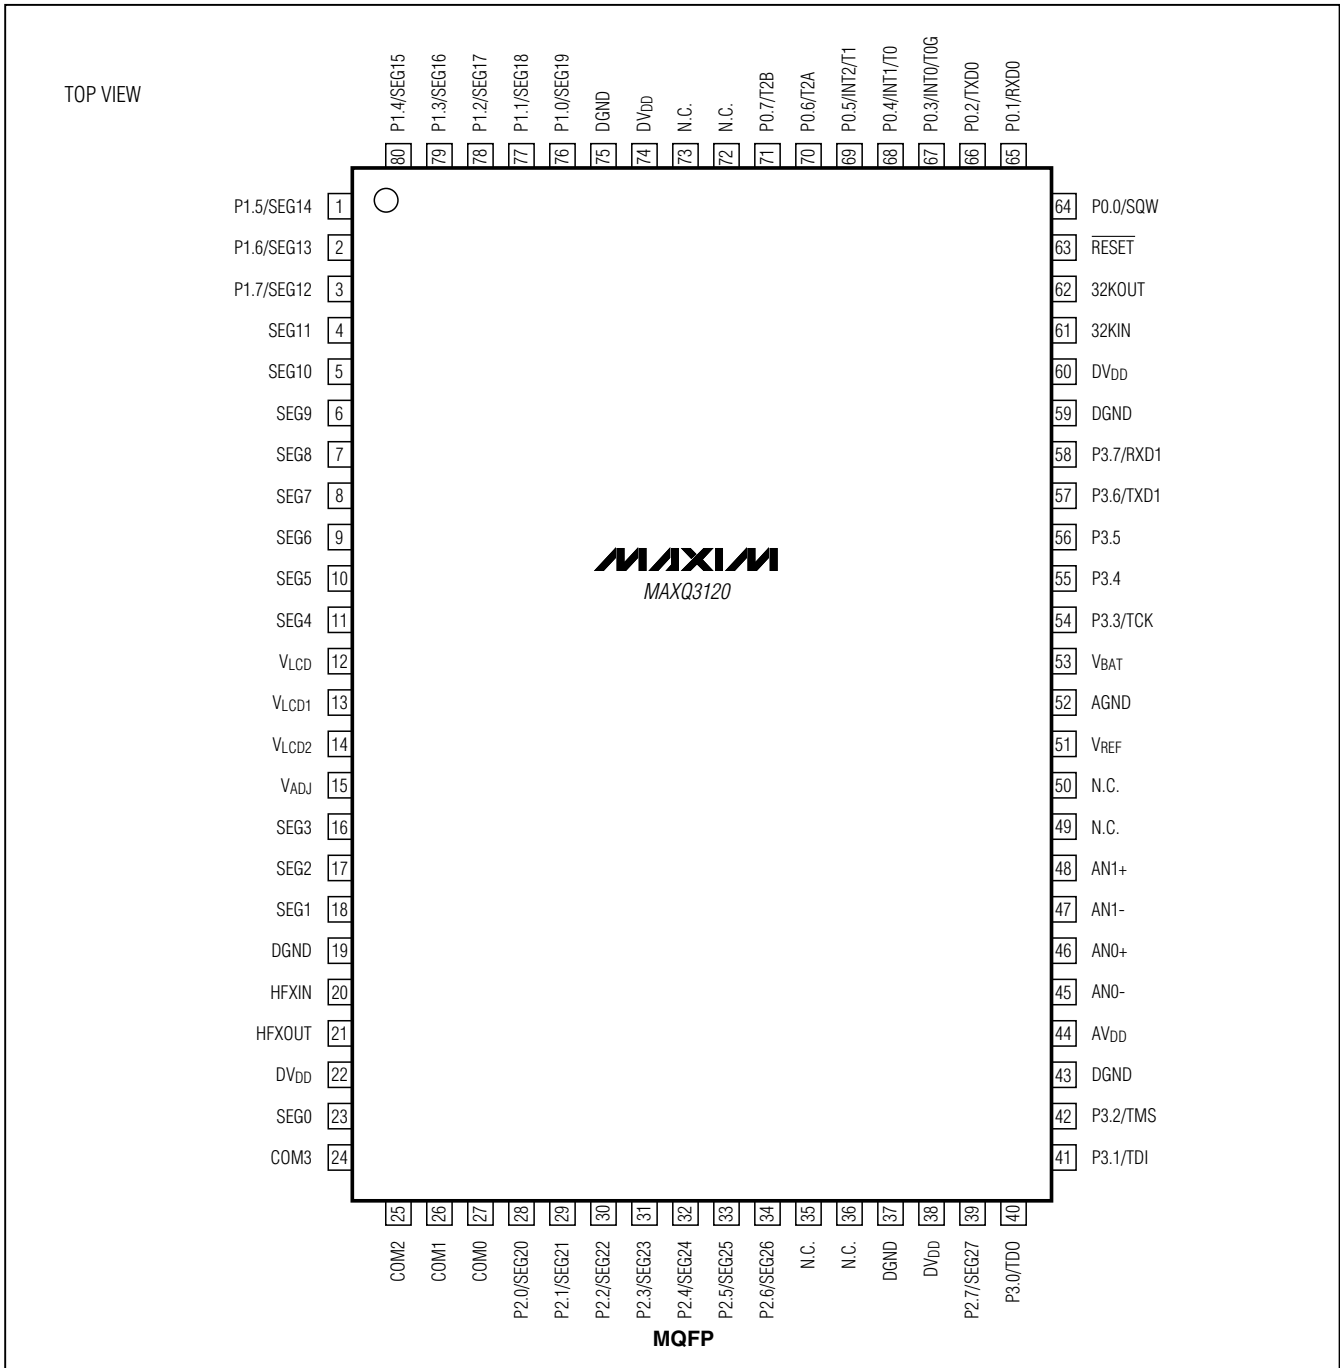 TOP VIEW
P1.4/SEG15
P1.3/SEG16
P1.2/SEG17
P1.1/SEG18
P1.0/SEG19
DGND
DVDD
N.C.
N.C.
P0.7/T2B
P0.6/T2A
P0.5/INT2/T1
P0.4/INT1/T0
P0.3/INT0/T0G
P0.2/TXD0
P0.1/RXD0
80 79 78 77 76 75 74 73 72 71 70 69 68 67 66 65
P1.5/SEG14 1
P1.6/SEG13 2
P1.7/SEG12 3
SEG11 4
SEG10 5
SEG9 6
SEG8 7
SEG7 8
SEG6 9
SEG5 10
SEG4 11
VLCD 12
VLCD1 13
VLCD2 14
VADJ 15
SEG3 16
SEG2 17
SEG1 18
DGND 19
HFXIN 20
HFXOUT 21
DVDD 22
SEG0 23
COM3 24
MAXIM
MAXQ3120
64 P0.0/SQW
63 RESET
62 32KOUT
61 32KIN
60 DVDD
59 DGND
58 P3.7/RXD1
57 P3.6/TXD1
56 P3.5
55 P3.4
54 P3.3/TCK
53 VBAT
52 AGND
51 VREF
50 N.C.
49 N.C.
48 AN1+
47 AN1-
46 AN0+
45 AN0-
44 AVDD
43 DGND
42 P3.2/TMS
41 P3.1/TDI
25 26 27 28 29 30 31 32 33 34 35 36 37 38 39 40
COM2
COM1
COM0
P2.0/SEG20
P2.1/SEG21
P2.2/SEG22
P2.3/SEG23
P2.4/SEG24
P2.5/SEG25
P2.6/SEG26
N.C.
N.C.
DGND
DVDD
P2.7/SEG27
P3.0/TDO
MQFP